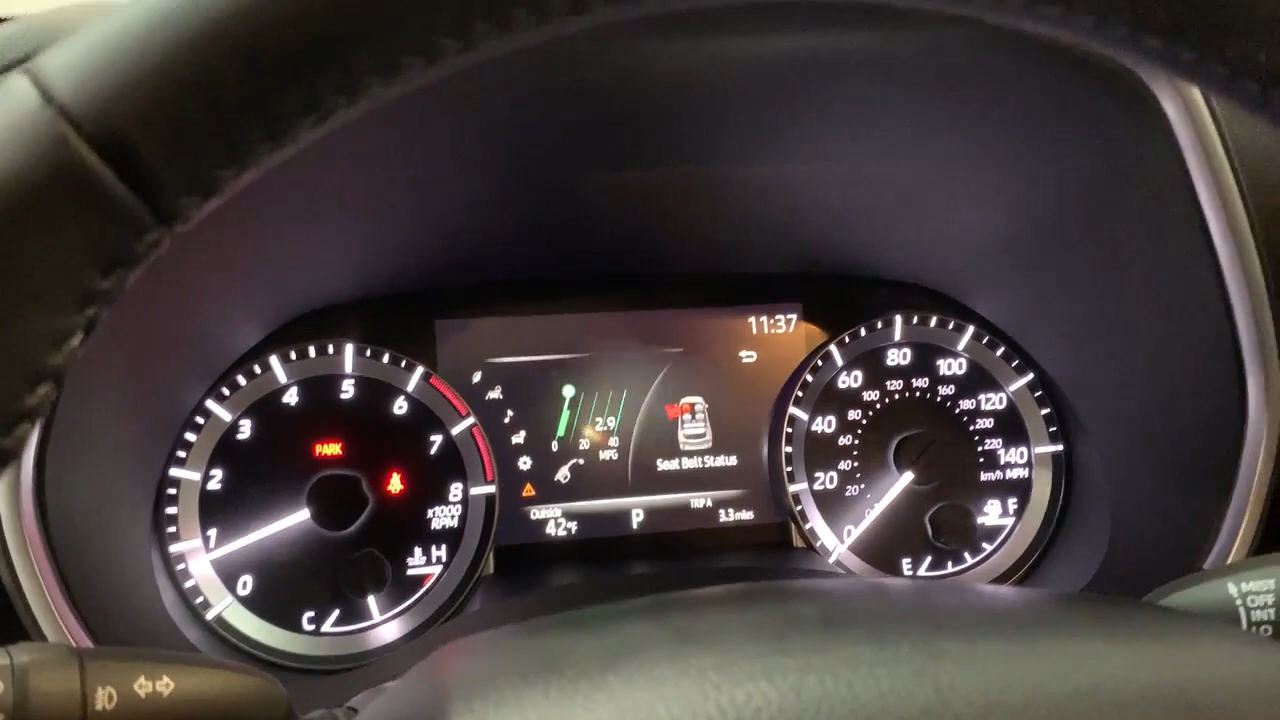 11:37
0
1
2
3
4
5
6
7
8
x1000
RPM
PARK
C
H
2.9
0 20 40
MPG
Seat Belt Status
Outside
42°F
P
TRIP A
3.3 miles
0
20
40
60
80
100
120
140
km/h MPH
0
20
40
60
80
100
120
140
160
180
200
220
E
F
MIST
OFF
INT
LO